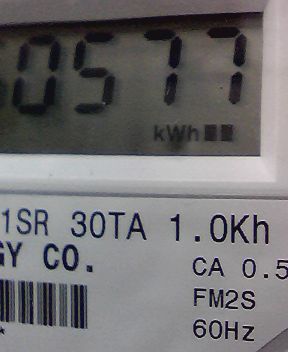 0577
kWh
1SR 30TA 1.0Kh
GY CO.
CA 0.5
FM2S
60Hz